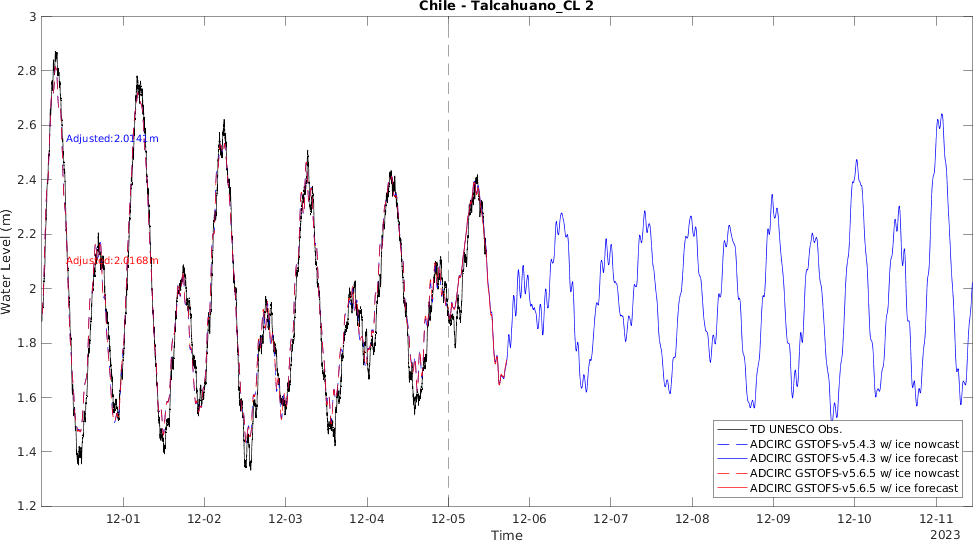 Chile - Talcahuano_CL 2
3
2.8
2.6
2.4
2.2
2
1.8
1.6
1.4
1.2
Water Level (m)
Adjusted:2.0141m
Adjusted:2.0168m
TD UNESCO Obs.
ADCIRC GSTOFS-v5.4.3 w/ ice nowcast
ADCIRC GSTOFS-v5.4.3 w/ ice forecast
ADCIRC GSTOFS-v5.6.5 w/ ice nowcast
ADCIRC GSTOFS-v5.6.5 w/ ice forecast
12-01 12-02 12-03 12-04 12-05 12-06 12-07 12-08 12-09 12-10 12-11
Time
2023